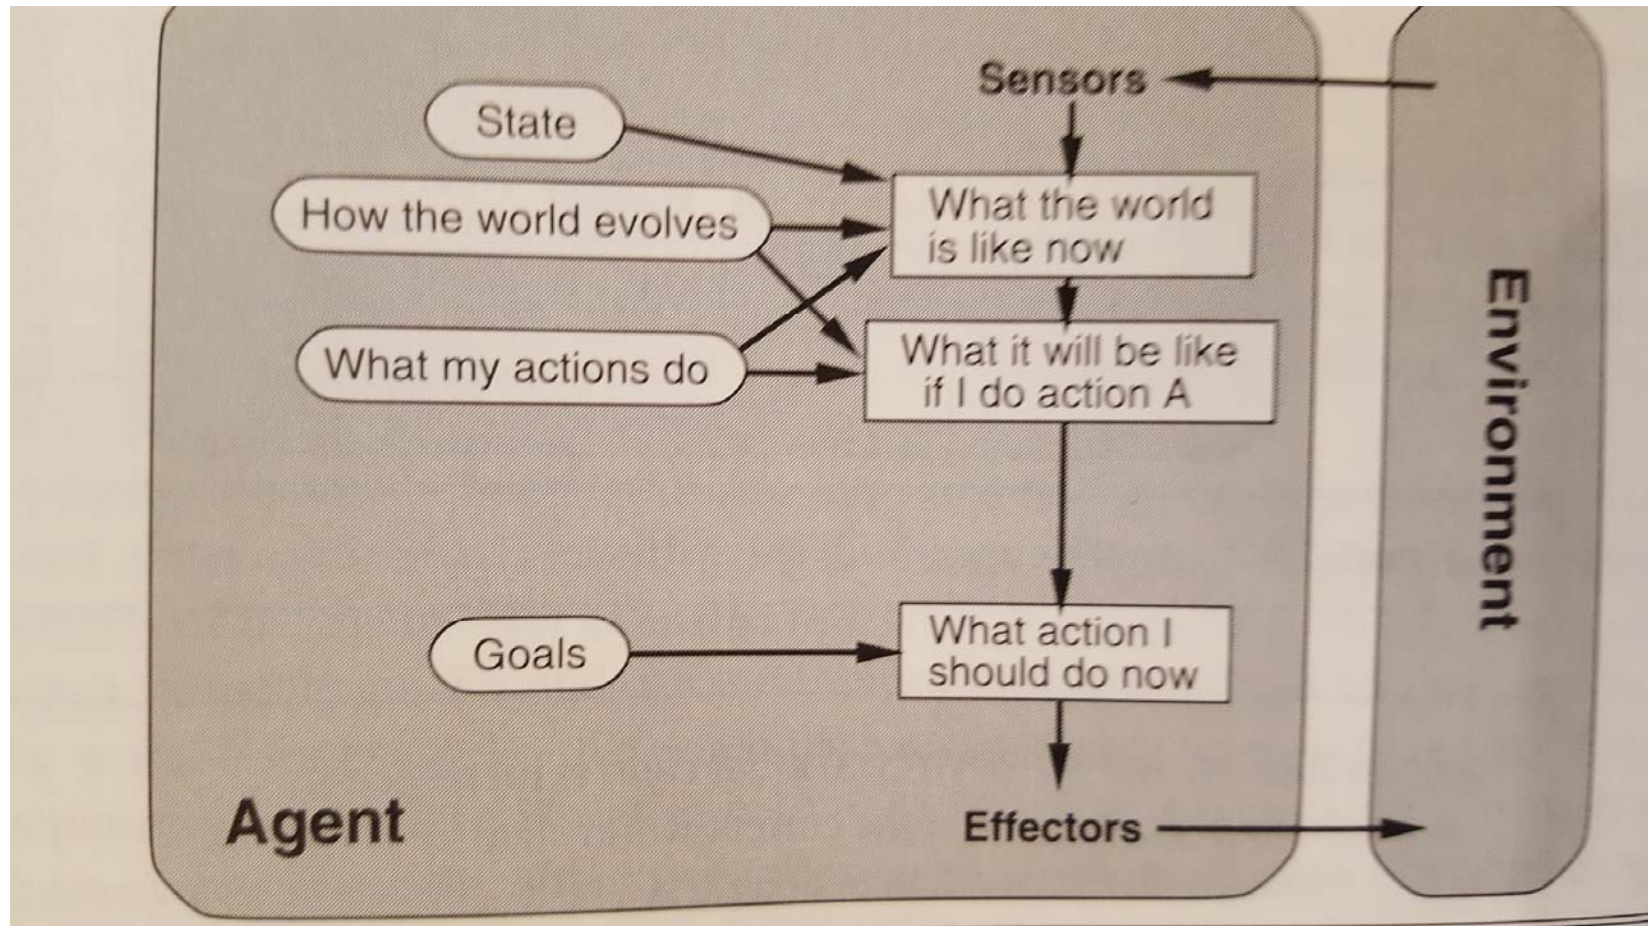 Sensors
State
How the world evolves
What the world
is like now
What my actions do
What it will be like
if I do action A
Environment
Goals
What action I
should do now
Agent
Effectors